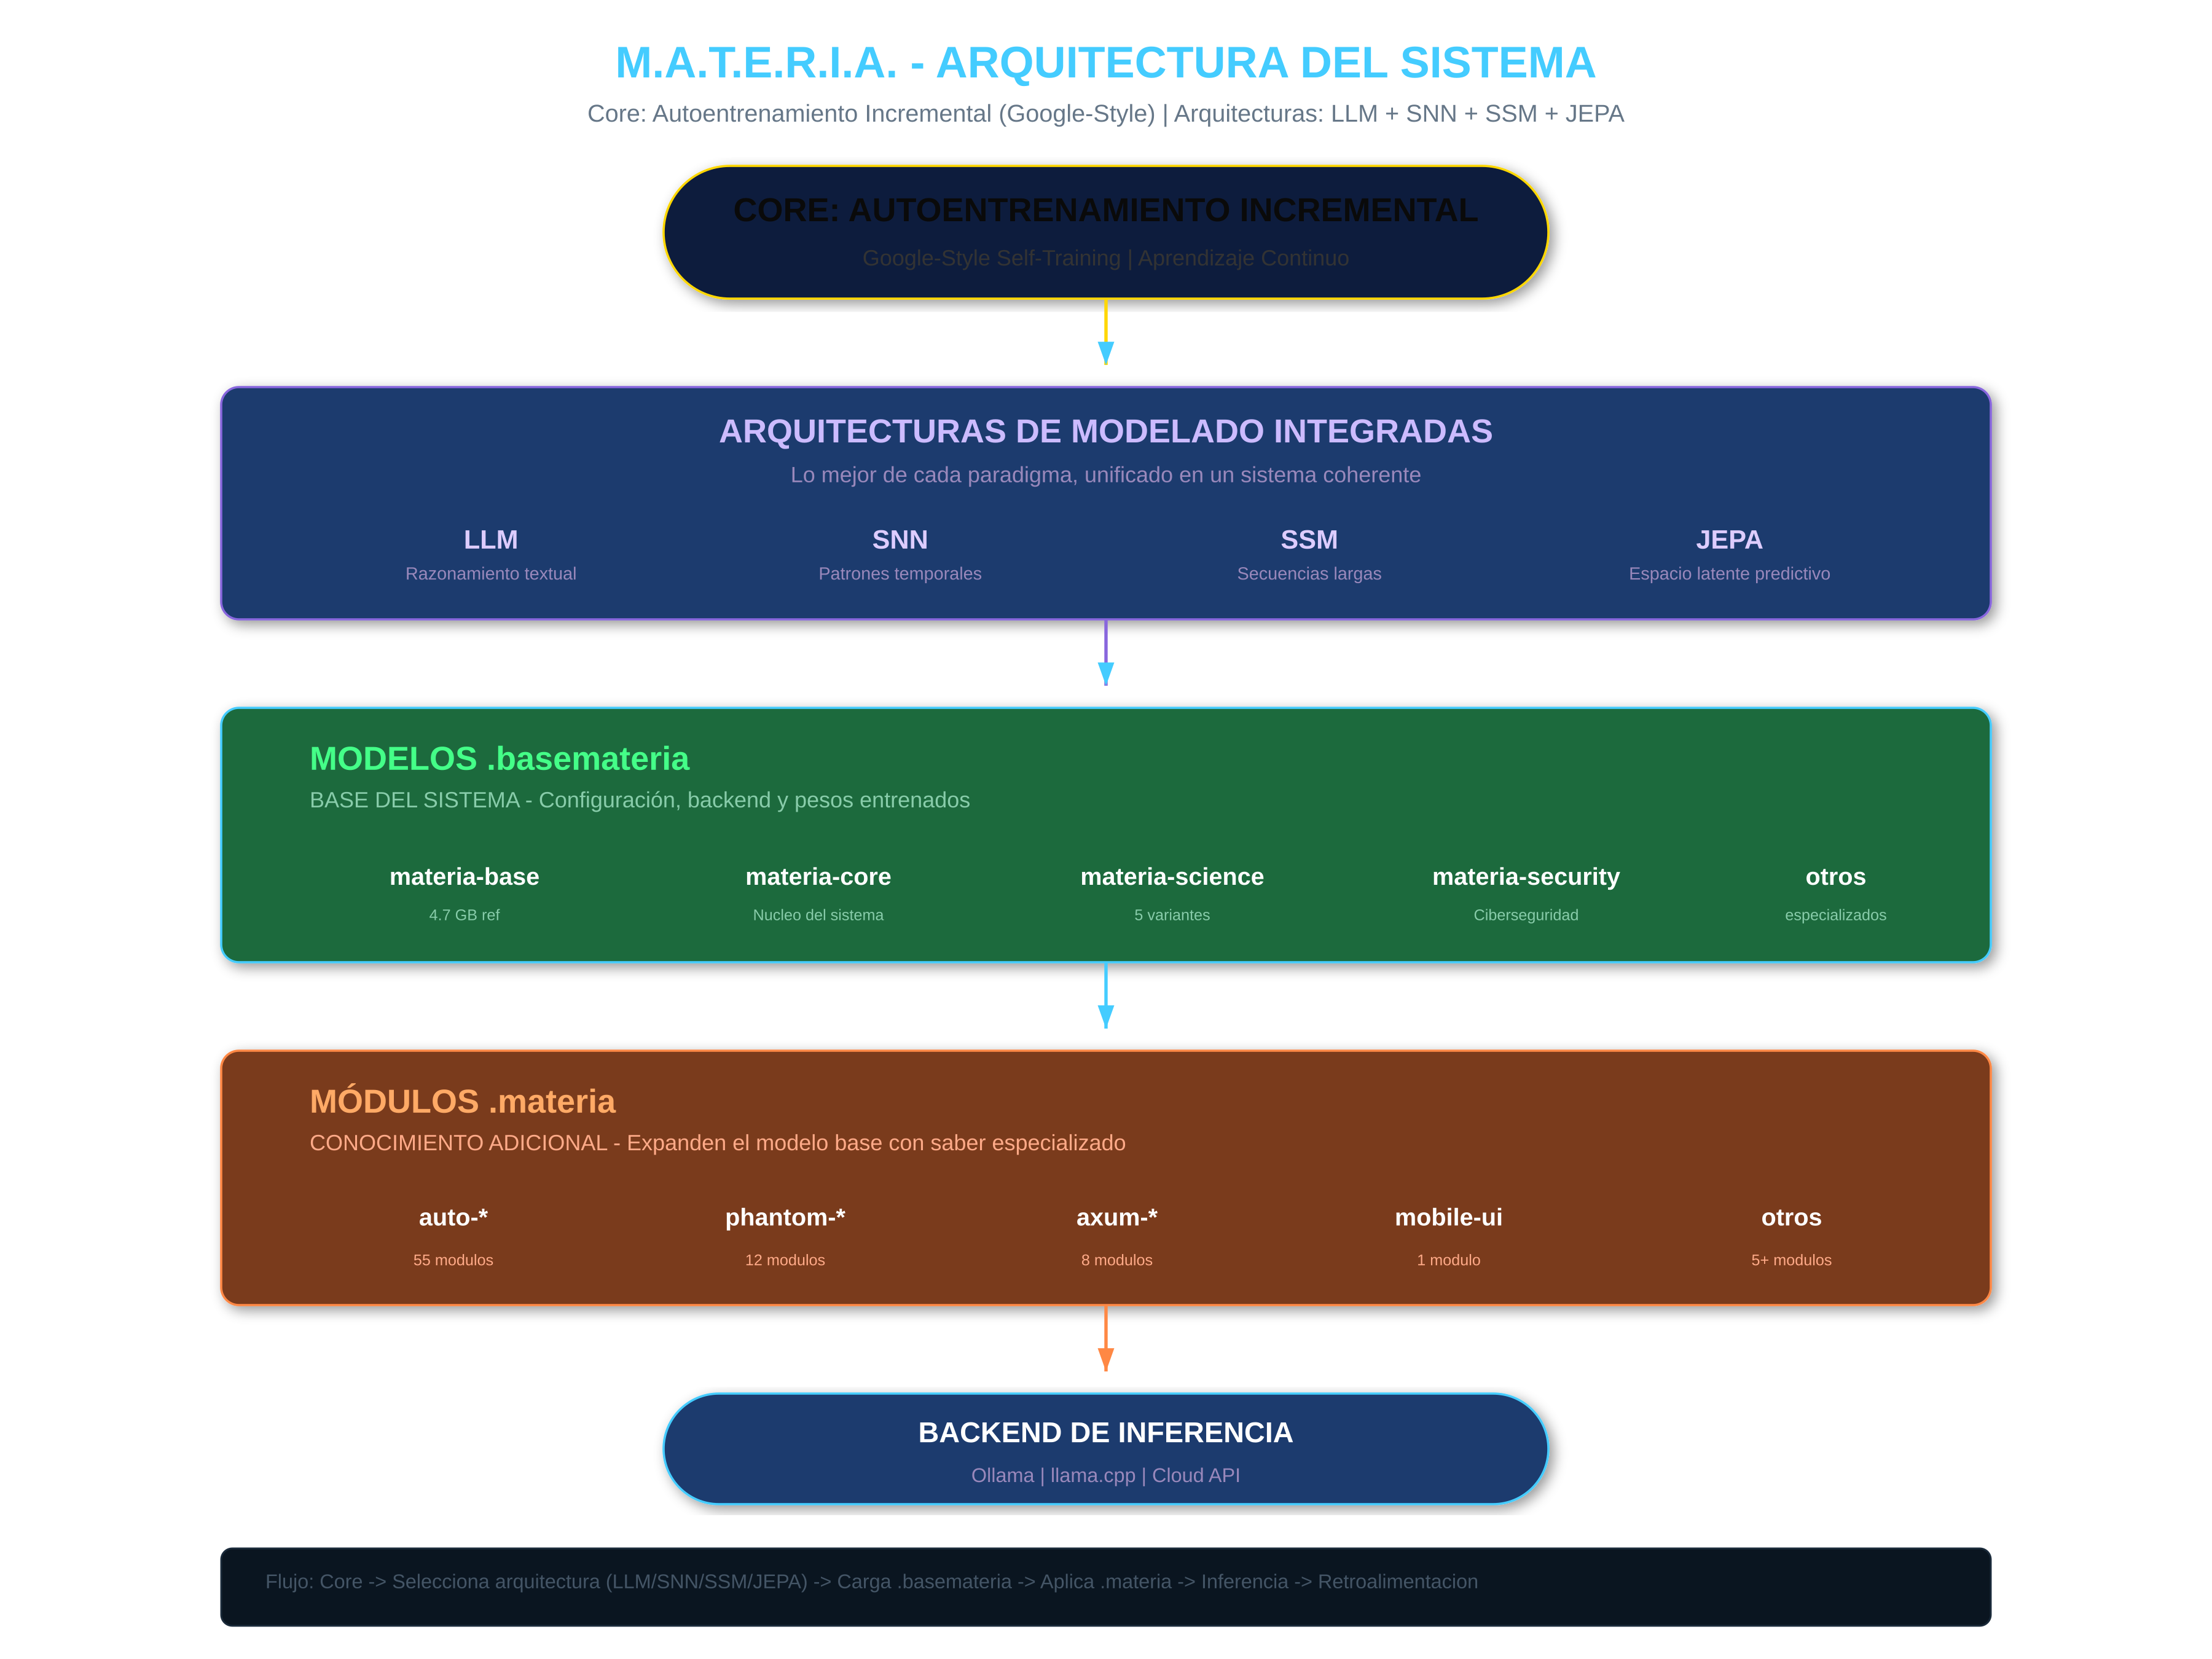 M.A.T.E.R.I.A. - ARQUITECTURA DEL SISTEMA
Core: Autoentrenamiento Incremental (Google-Style) | Arquitecturas: LLM + SNN + SSM + JEPA
CORE: AUTOENTRENAMIENTO INCREMENTAL
Google-Style Self-Training | Aprendizaje Continuo
ARQUITECTURAS DE MODELADO INTEGRADAS
Lo mejor de cada paradigma, unificado en un sistema coherente
LLM SNN SSM JEPA
Razonamiento textual Patrones temporales Secuencias largas Espacio latente predictivo
MODELOS .basemateria
BASE DEL SISTEMA - Configuración, backend y pesos entrenados
materia-base materia-core materia-science materia-security otros
4.7 GB ref Nucleo del sistema 5 variantes Ciberseguridad especializados
MÓDULOS .materia
CONOCIMIENTO ADICIONAL - Expanden el modelo base con saber especializado
auto-* phantom-* axum-* mobile-ui otros
55 modulos 12 modulos 8 modulos 1 modulo 5+ modulos
BACKEND DE INFERENCIA
Ollama | llama.cpp | Cloud API
Flujo: Core -> Selecciona arquitectura (LLM/SNN/SSM/JEPA) -> Carga .basemateria -> Aplica .materia -> Inferencia -> Retroalimentacion